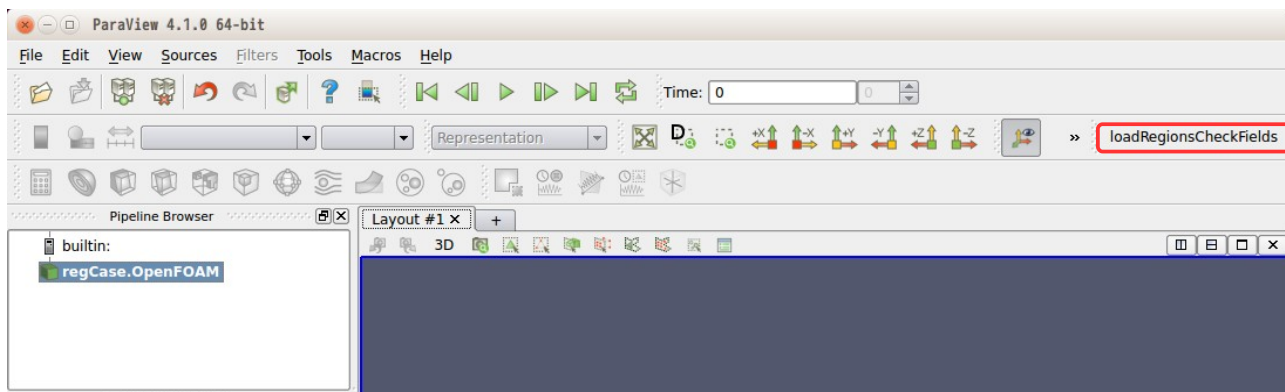 ParaView 4.1.0 64-bit
File Edit View Sources Filters Tools Macros Help
Time: 0 0
Representation +X -X +Y -Y +Z -Z » loadRegionsCheckFields
Pipeline Browser Layout #1 +
builtin: 3D
regCase.OpenFOAM